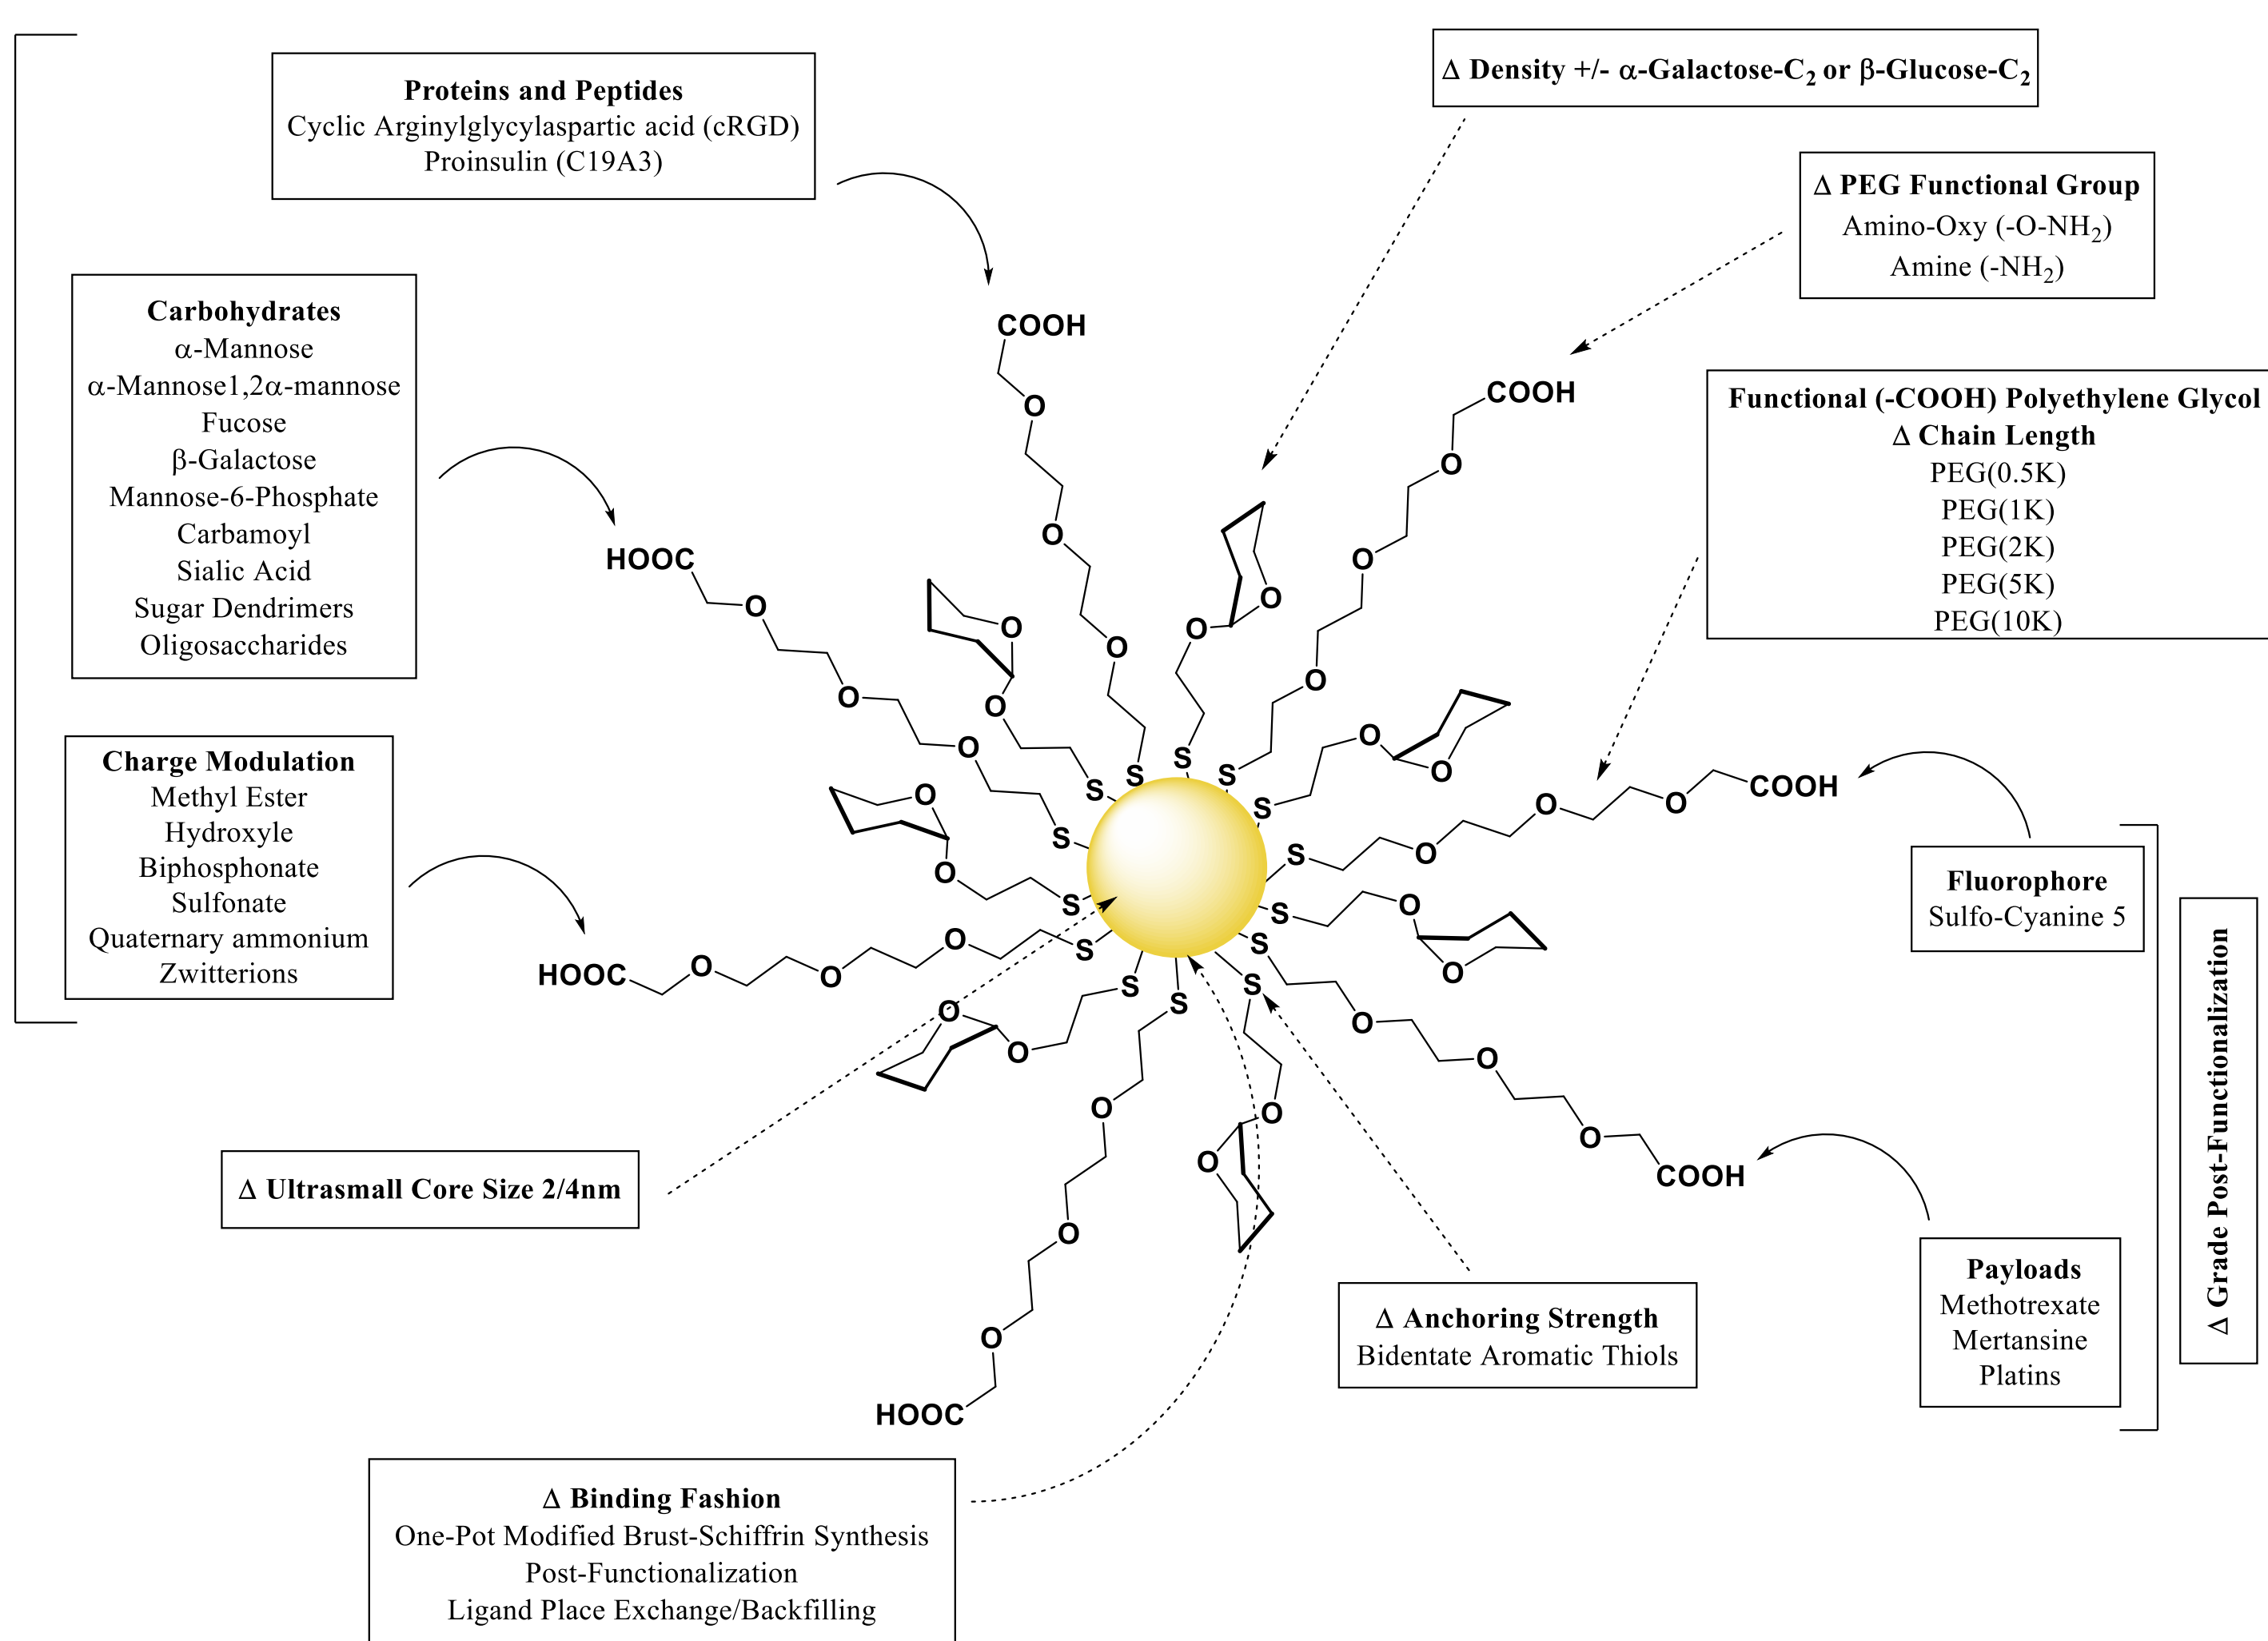 Proteins and Peptides
Cyclic Arginylglycylaspartic acid (cRGD)
Proinsulin (C19A3)
Δ Density +/- α-Galactose-C2 or β-Glucose-C2
Δ PEG Functional Group
Amino-Oxy (-O-NH2)
Amine (-NH2)
Carbohydrates
α-Mannose
α-Mannose1,2α-mannose
Fucose
β-Galactose
Mannose-6-Phosphate
Carbamoyl
Sialic Acid
Sugar Dendrimers
Oligosaccharides
Functional (-COOH) Polyethylene Glycol
Δ Chain Length
PEG(0.5K)
PEG(1K)
PEG(2K)
PEG(5K)
PEG(10K)
Charge Modulation
Methyl Ester
Hydroxyle
Biphosphonate
Sulfonate
Quaternary ammonium
Zwitterions
COOH
O
O
O
S
COOH
O
O
O
S
HOOC
O
O
O
S
O
O
S
O
O
S
O
O
S
O
O
S
COOH
O
O
O
S
O
O
S
HOOC
O
O
O
S
O
O
S
S
O
O
O
HOOC
S
O
O
S
O
O
O
COOH
Fluorophore
Sulfo-Cyanine 5
Δ Grade Post-Functionalization
Payloads
Methotrexate
Mertansine
Platins
Δ Ultrasmall Core Size 2/4nm
Δ Anchoring Strength
Bidentate Aromatic Thiols
Δ Binding Fashion
One-Pot Modified Brust-Schiffrin Synthesis
Post-Functionalization
Ligand Place Exchange/Backfilling